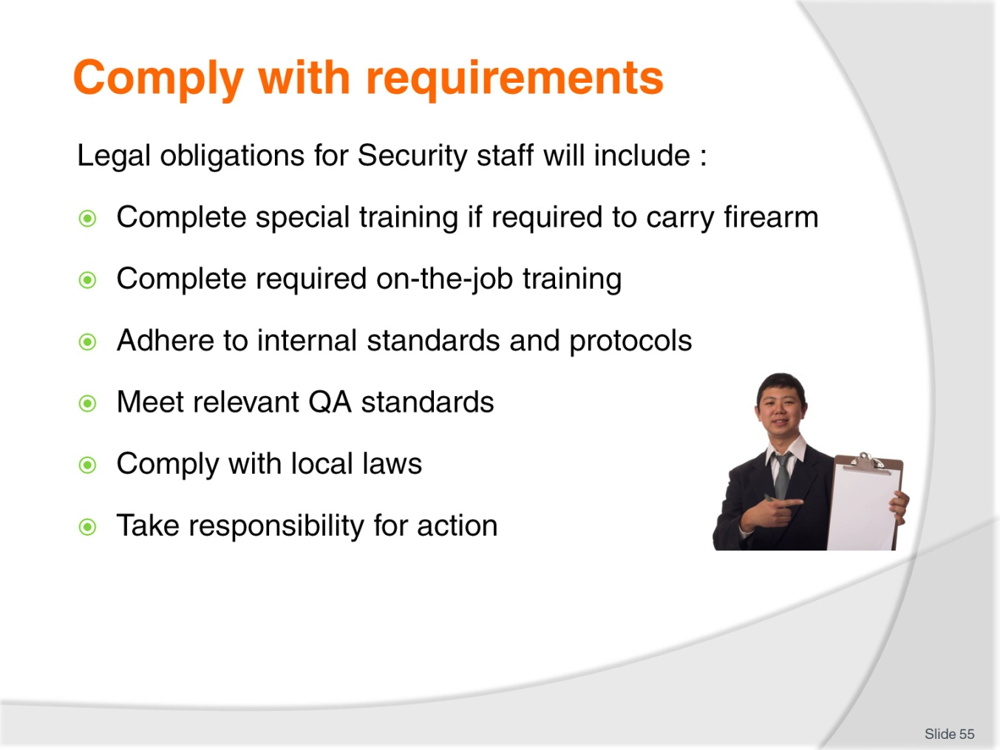 Comply with requirements
Legal obligations for Security staff will include :
Complete special training if required to carry firearm
Complete required on-the-job training
Adhere to internal standards and protocols
Meet relevant QA standards
Comply with local laws
Take responsibility for action
Slide 55